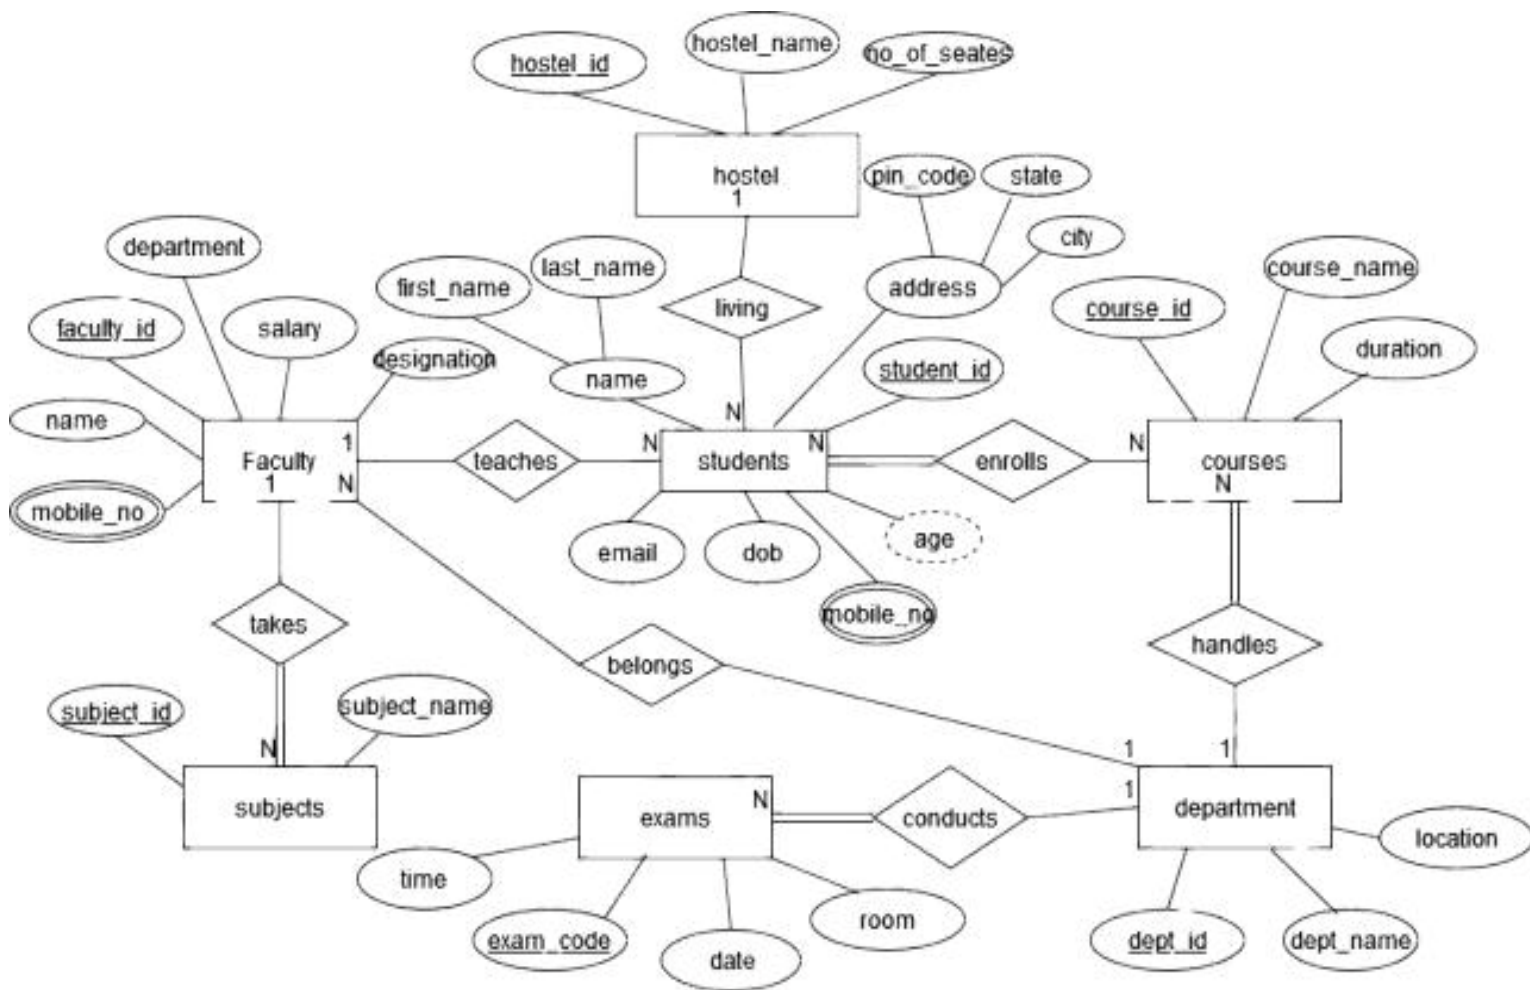 hostel_name
hostel_id
no_of_seates
hostel
1
pin_code
state
city
department
last_name
first_name
address
course_name
course_id
living
faculty_id
salary
designation
name
student_id
duration
name
N
1
N
N
N
Faculty
teaches
students
enrolls
courses
1
N
N
mobile_no
email
dob
age
mobile_no
takes
belongs
handles
subject_id
subject_name
N
1
1
subjects
exams
N
conducts
1
department
location
time
room
exam_code
date
dept_id
dept_name